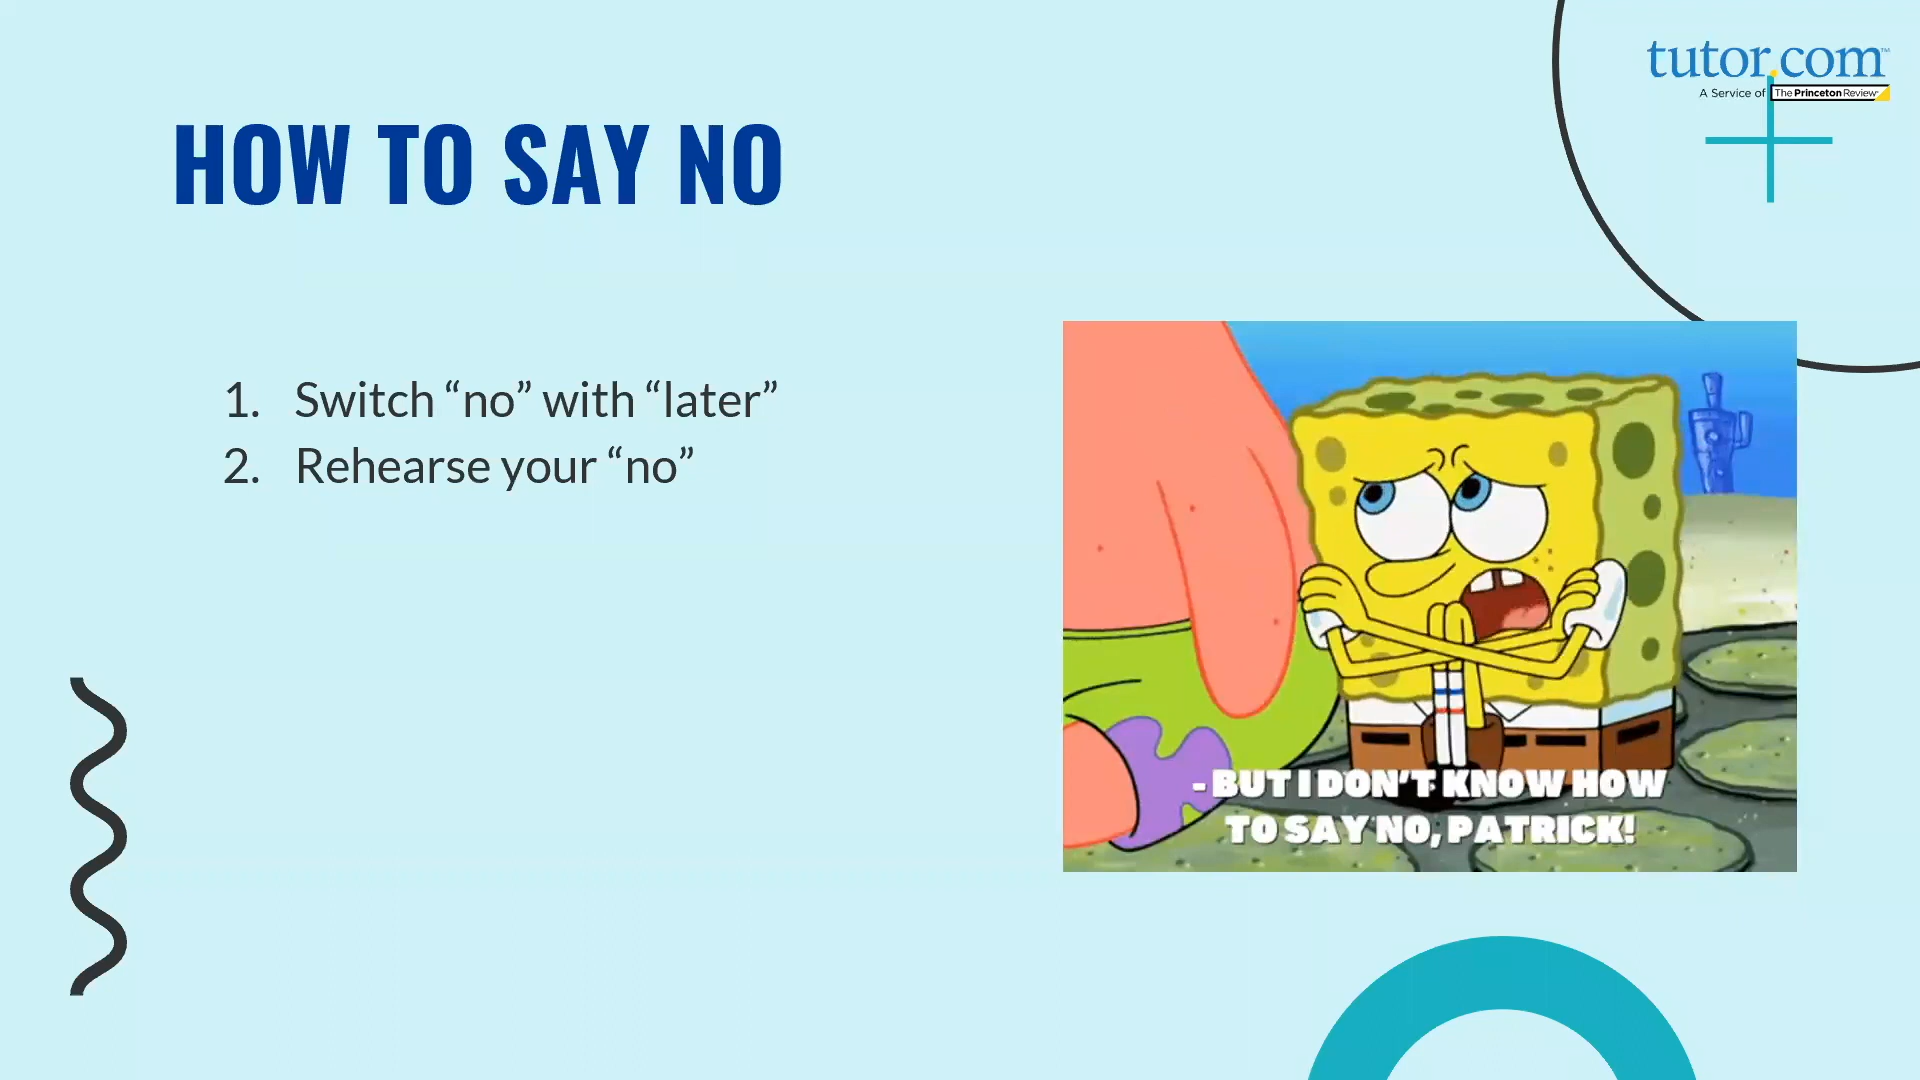 tutor.com™
A Service of The Princeton Review
HOW TO SAY NO
1. Switch “no” with “later”
2. Rehearse your “no”
- BUT I DON'T KNOW HOW
TO SAY NO, PATRICK!